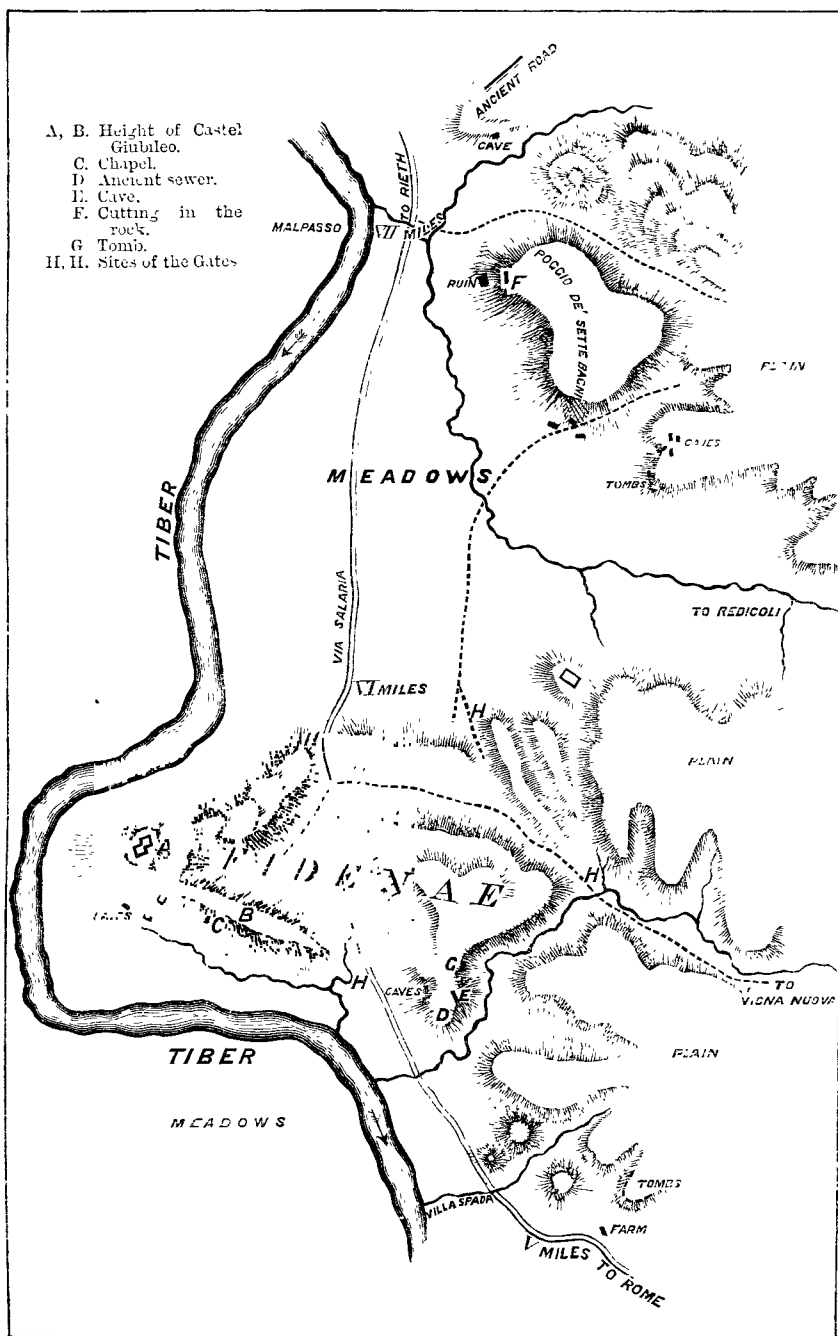 ANCIENT ROAD
CAVE
A, B. Height of Castel
Giubileo.
C. Chapel.
D Ancient sewer.
E. Cave.
F. Cutting in the
rock.
G Tomb.
H, H. Sites of the Gates
TO RIETH
MALPASSO
VII MILES
RUIN
F
POGGIO DE' SETTE BAGNI
PLAIN
CAVES
TOMBS
MEADOWS
TIBER
VIA SALARIA
TO REDICOLI
VI MILES
H
PLAIN
A
FIDENAE
B
C
H
H
CAVES
G
E
D
TO
VIGNA NUOVA
TIBER
PLAIN
MEADOWS
TOMBS
VILLA SPADA
FARM
V MILES TO ROME